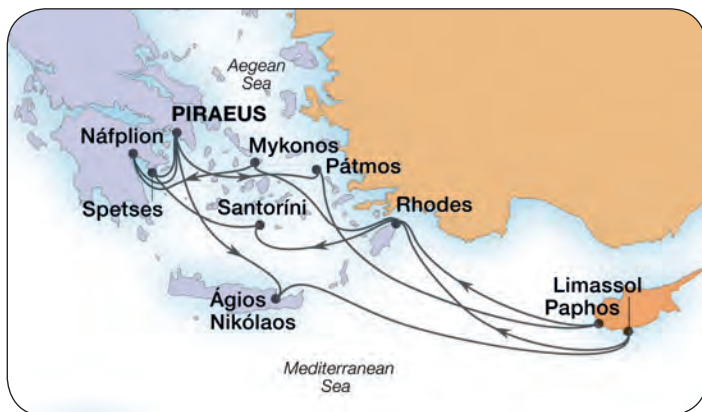 Aegean
Sea
PIRAEUS
Náfplion
Mykonos
Pátmos
Spetses
Santoríni
Rhodes
Ágios
Nikólaos
Limassol
Paphos
Mediterranean
Sea